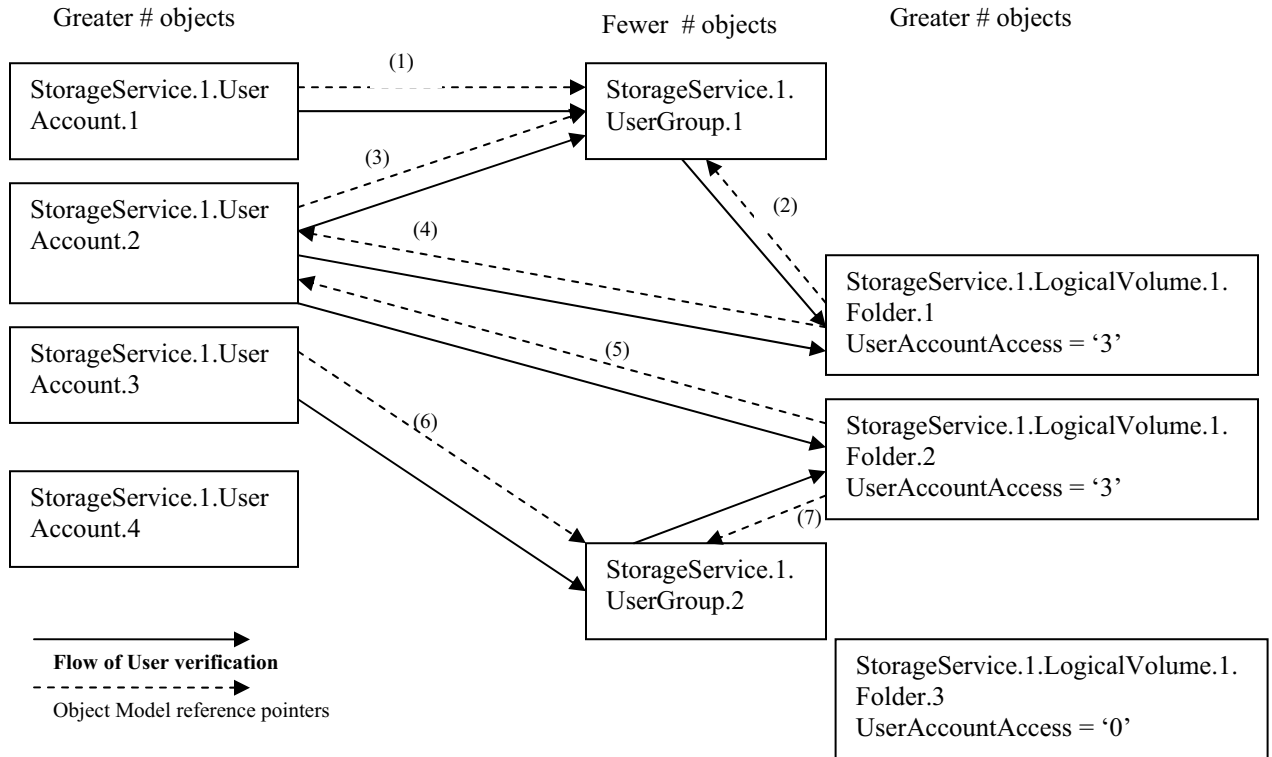 Greater # objects
Fewer # objects
Greater # objects
(1)
StorageService.1.User
Account.1
StorageService.1.
UserGroup.1
(3)
StorageService.1.User
Account.2
(2)
(4)
StorageService.1.LogicalVolume.1.
Folder.1
UserAccountAccess = ‘3’
StorageService.1.User
Account.3
(5)
(6)
StorageService.1.LogicalVolume.1.
Folder.2
UserAccountAccess = ‘3’
StorageService.1.User
Account.4
(7)
StorageService.1.
UserGroup.2
Flow of User verification
Object Model reference pointers
StorageService.1.LogicalVolume.1.
Folder.3
UserAccountAccess = ‘0’